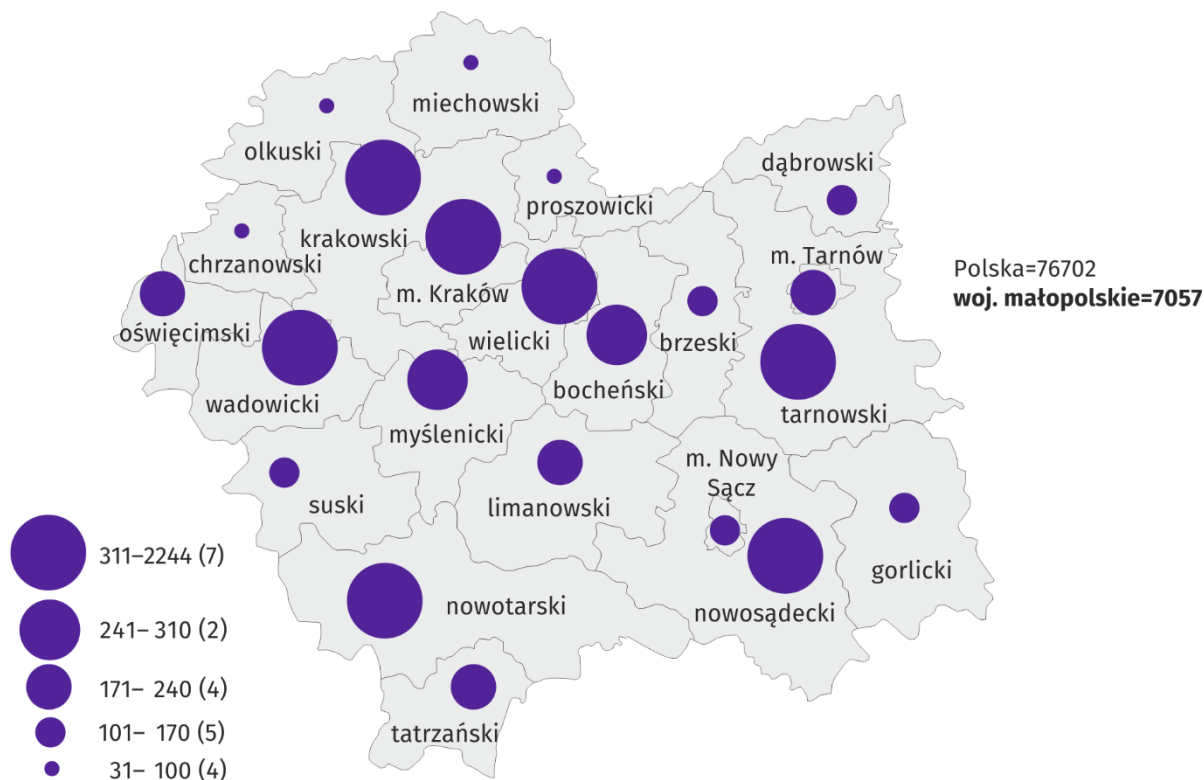 miechowski
olkuski
dąbrowski
proszowicki
krakowski
m. Tarnów
chrzanowski
Polska=76702
m. Kraków
woj. małopolskie=7057
oświęcimski
wielicki
brzeski
bocheński
wadowicki
tarnowski
myślenicki
m. Nowy
Sącz
suski
limanowski
311–2244 (7)
gorlicki
nowotarski
nowosądecki
241– 310 (2)
171– 240 (4)
tatrzański
101– 170 (5)
31– 100 (4)